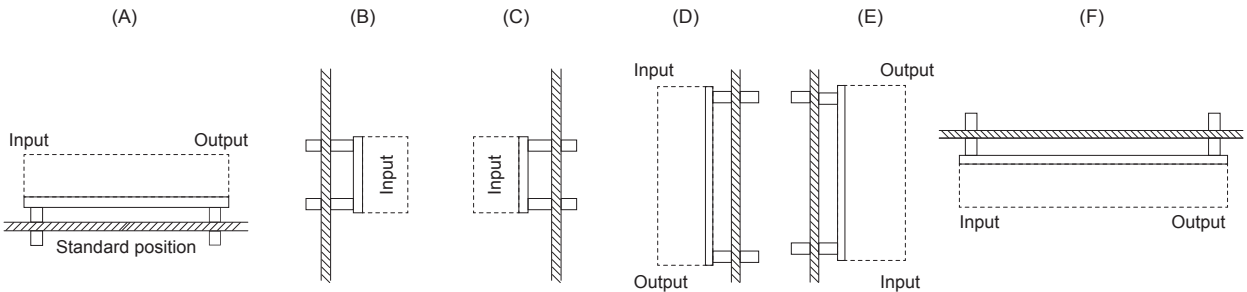 (A)
(B)
(C)
(D)
(E)
(F)
Input
Output
Standard position
Input
Input
Input
Output
Output
Input
Input
Output